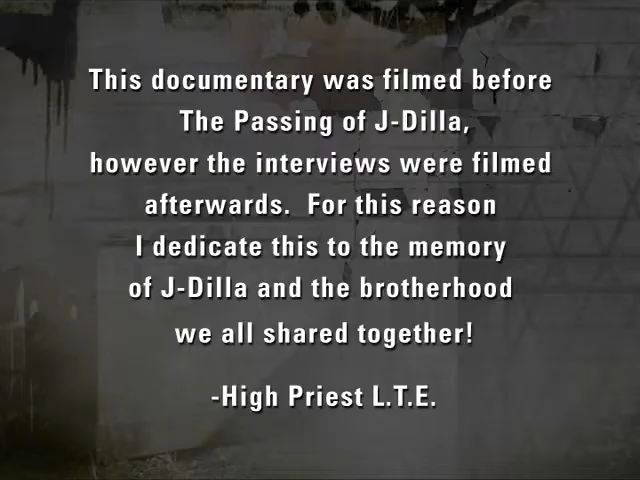 This documentary was filmed before
The Passing of J-Dilla,
however the interviews were filmed
afterwards.  For this reason
I dedicate this to the memory
of J-Dilla and the brotherhood
we all shared together!
-High Priest L.T.E.